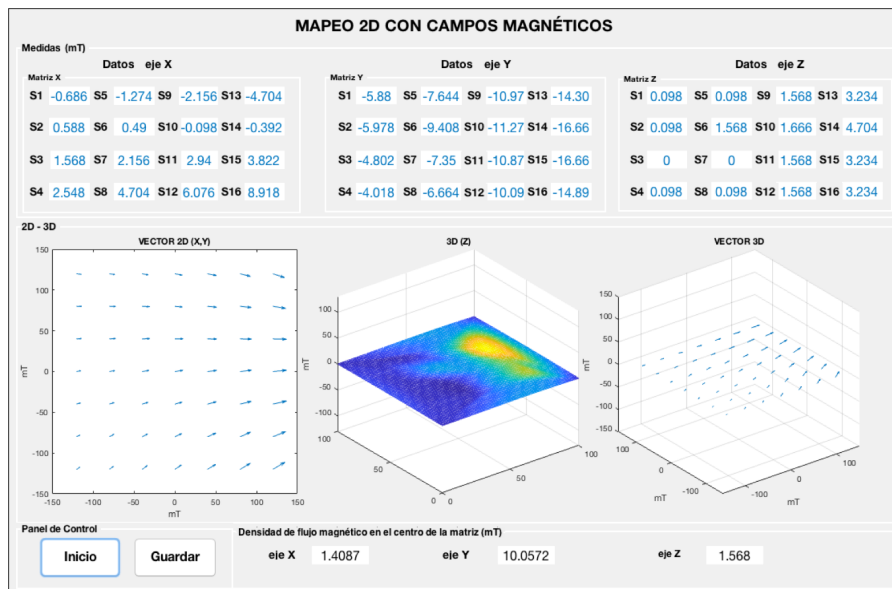 MAPEO 2D CON CAMPOS MAGNÉTICOS
Medidas (mT)
Datos eje X
Datos eje Y
Datos eje Z
Matriz X
Matriz Y
Matriz Z
S1 -0.686 S5 -1.274 S9 -2.156 S13 -4.704
S2 0.588 S6 0.49 S10 -0.098 S14 -0.392
S3 1.568 S7 2.156 S11 2.94 S15 3.822
S4 2.548 S8 4.704 S12 6.076 S16 8.918
S1 -5.88 S5 -7.644 S9 -10.97 S13 -14.30
S2 -5.978 S6 -9.408 S10 -11.27 S14 -16.66
S3 -4.802 S7 -7.35 S11 -10.87 S15 -16.66
S4 -4.018 S8 -6.664 S12 -10.09 S16 -14.89
S1 0.098 S5 0.098 S9 1.568 S13 3.234
S2 0.098 S6 1.568 S10 1.666 S14 4.704
S3 0 S7 0 S11 1.568 S15 3.234
S4 0.098 S8 0.098 S12 1.568 S16 3.234
2D - 3D
VECTOR 2D (X,Y)
150
100
50
0
-50
-100
-150
mT
-150 -100 -50 0 50 100 150
mT
3D (Z)
100
50
0
-50
-100
mT
100
50
0
0
50
100
VECTOR 3D
150
100
50
0
-50
-100
-150
mT
100
0
-100
mT
-100
0
100
mT
Panel de Control
Inicio
Guardar
Densidad de flujo magnético en el centro de la matriz (mT)
eje X 1.4087
eje Y 10.0572
eje Z 1.568